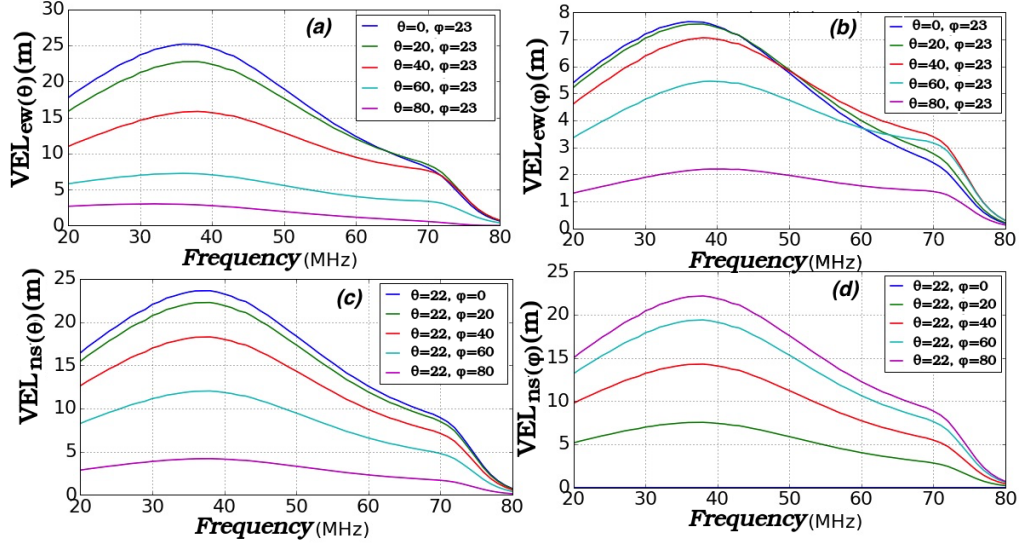 (a)
VELew(θ)(m)
30
25
20
15
10
5
0
θ=0, φ=23
θ=20, φ=23
θ=40, φ=23
θ=60, φ=23
θ=80, φ=23
20 30 40 50 60 70 80
Frequency(MHz)
(b)
VELew(φ)(m)
8
7
6
5
4
3
2
1
0
θ=0, φ=23
θ=20, φ=23
θ=40, φ=23
θ=60, φ=23
θ=80, φ=23
20 30 40 50 60 70 80
Frequency(MHz)
(c)
VELns(θ)(m)
25
20
15
10
5
0
θ=22, φ=0
θ=22, φ=20
θ=22, φ=40
θ=22, φ=60
θ=22, φ=80
20 30 40 50 60 70 80
Frequency(MHz)
(d)
VELns(φ)(m)
25
20
15
10
5
0
θ=22, φ=0
θ=22, φ=20
θ=22, φ=40
θ=22, φ=60
θ=22, φ=80
20 30 40 50 60 70 80
Frequency(MHz)